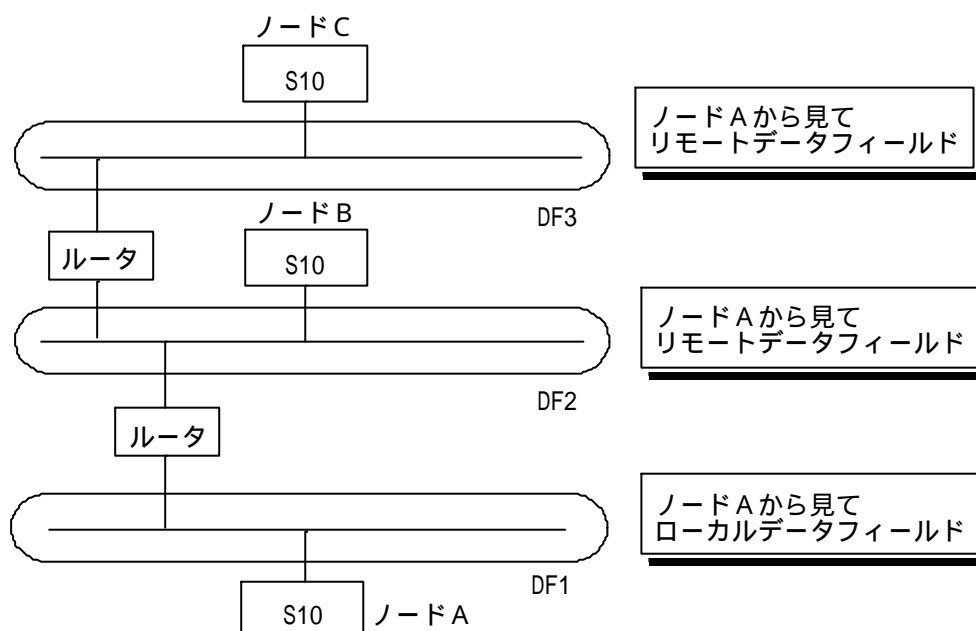 ノードC
S10
ノードAから見て
リモートデータフィールド
DF3
ルータ
ノードB
S10
ノードAから見て
リモートデータフィールド
DF2
ルータ
ノードAから見て
ローカルデータフィールド
DF1
S10
ノードA